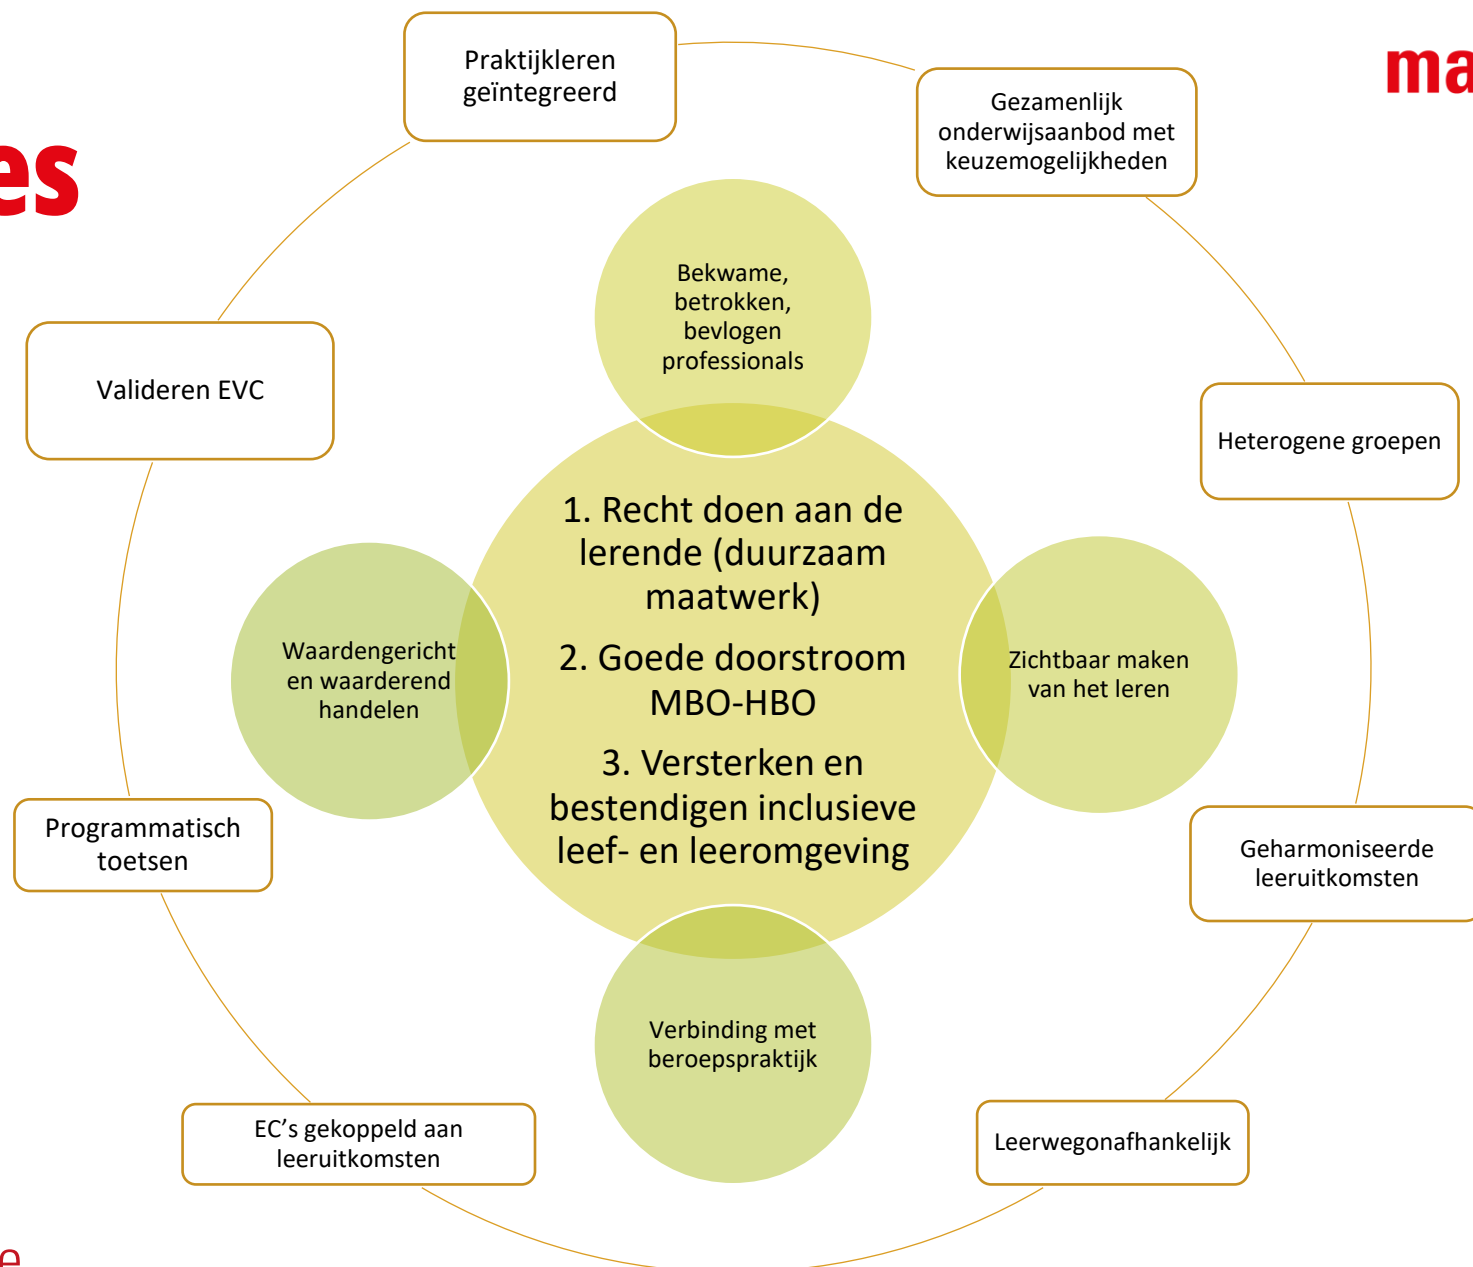 Praktijkleren
geïntegreerd
ma
Gezamenlijk
onderwijsaanbod met
keuzemogelijkheden
es
Bekwame,
betrokken,
bevlogen
professionals
Valideren EVC
Heterogene groepen
1. Recht doen aan de
lerende (duurzaam
maatwerk)
2. Goede doorstroom
MBO-HBO
3. Versterken en
bestendigen inclusieve
leef- en leeromgeving
Waardengericht
en waarderend
handelen
Zichtbaar maken
van het leren
Programmatisch
toetsen
Geharmoniseerde
leeruitkomsten
Verbinding met
beroepspraktijk
EC’s gekoppeld aan
leeruitkomsten
Leerwegonafhankelijk
e